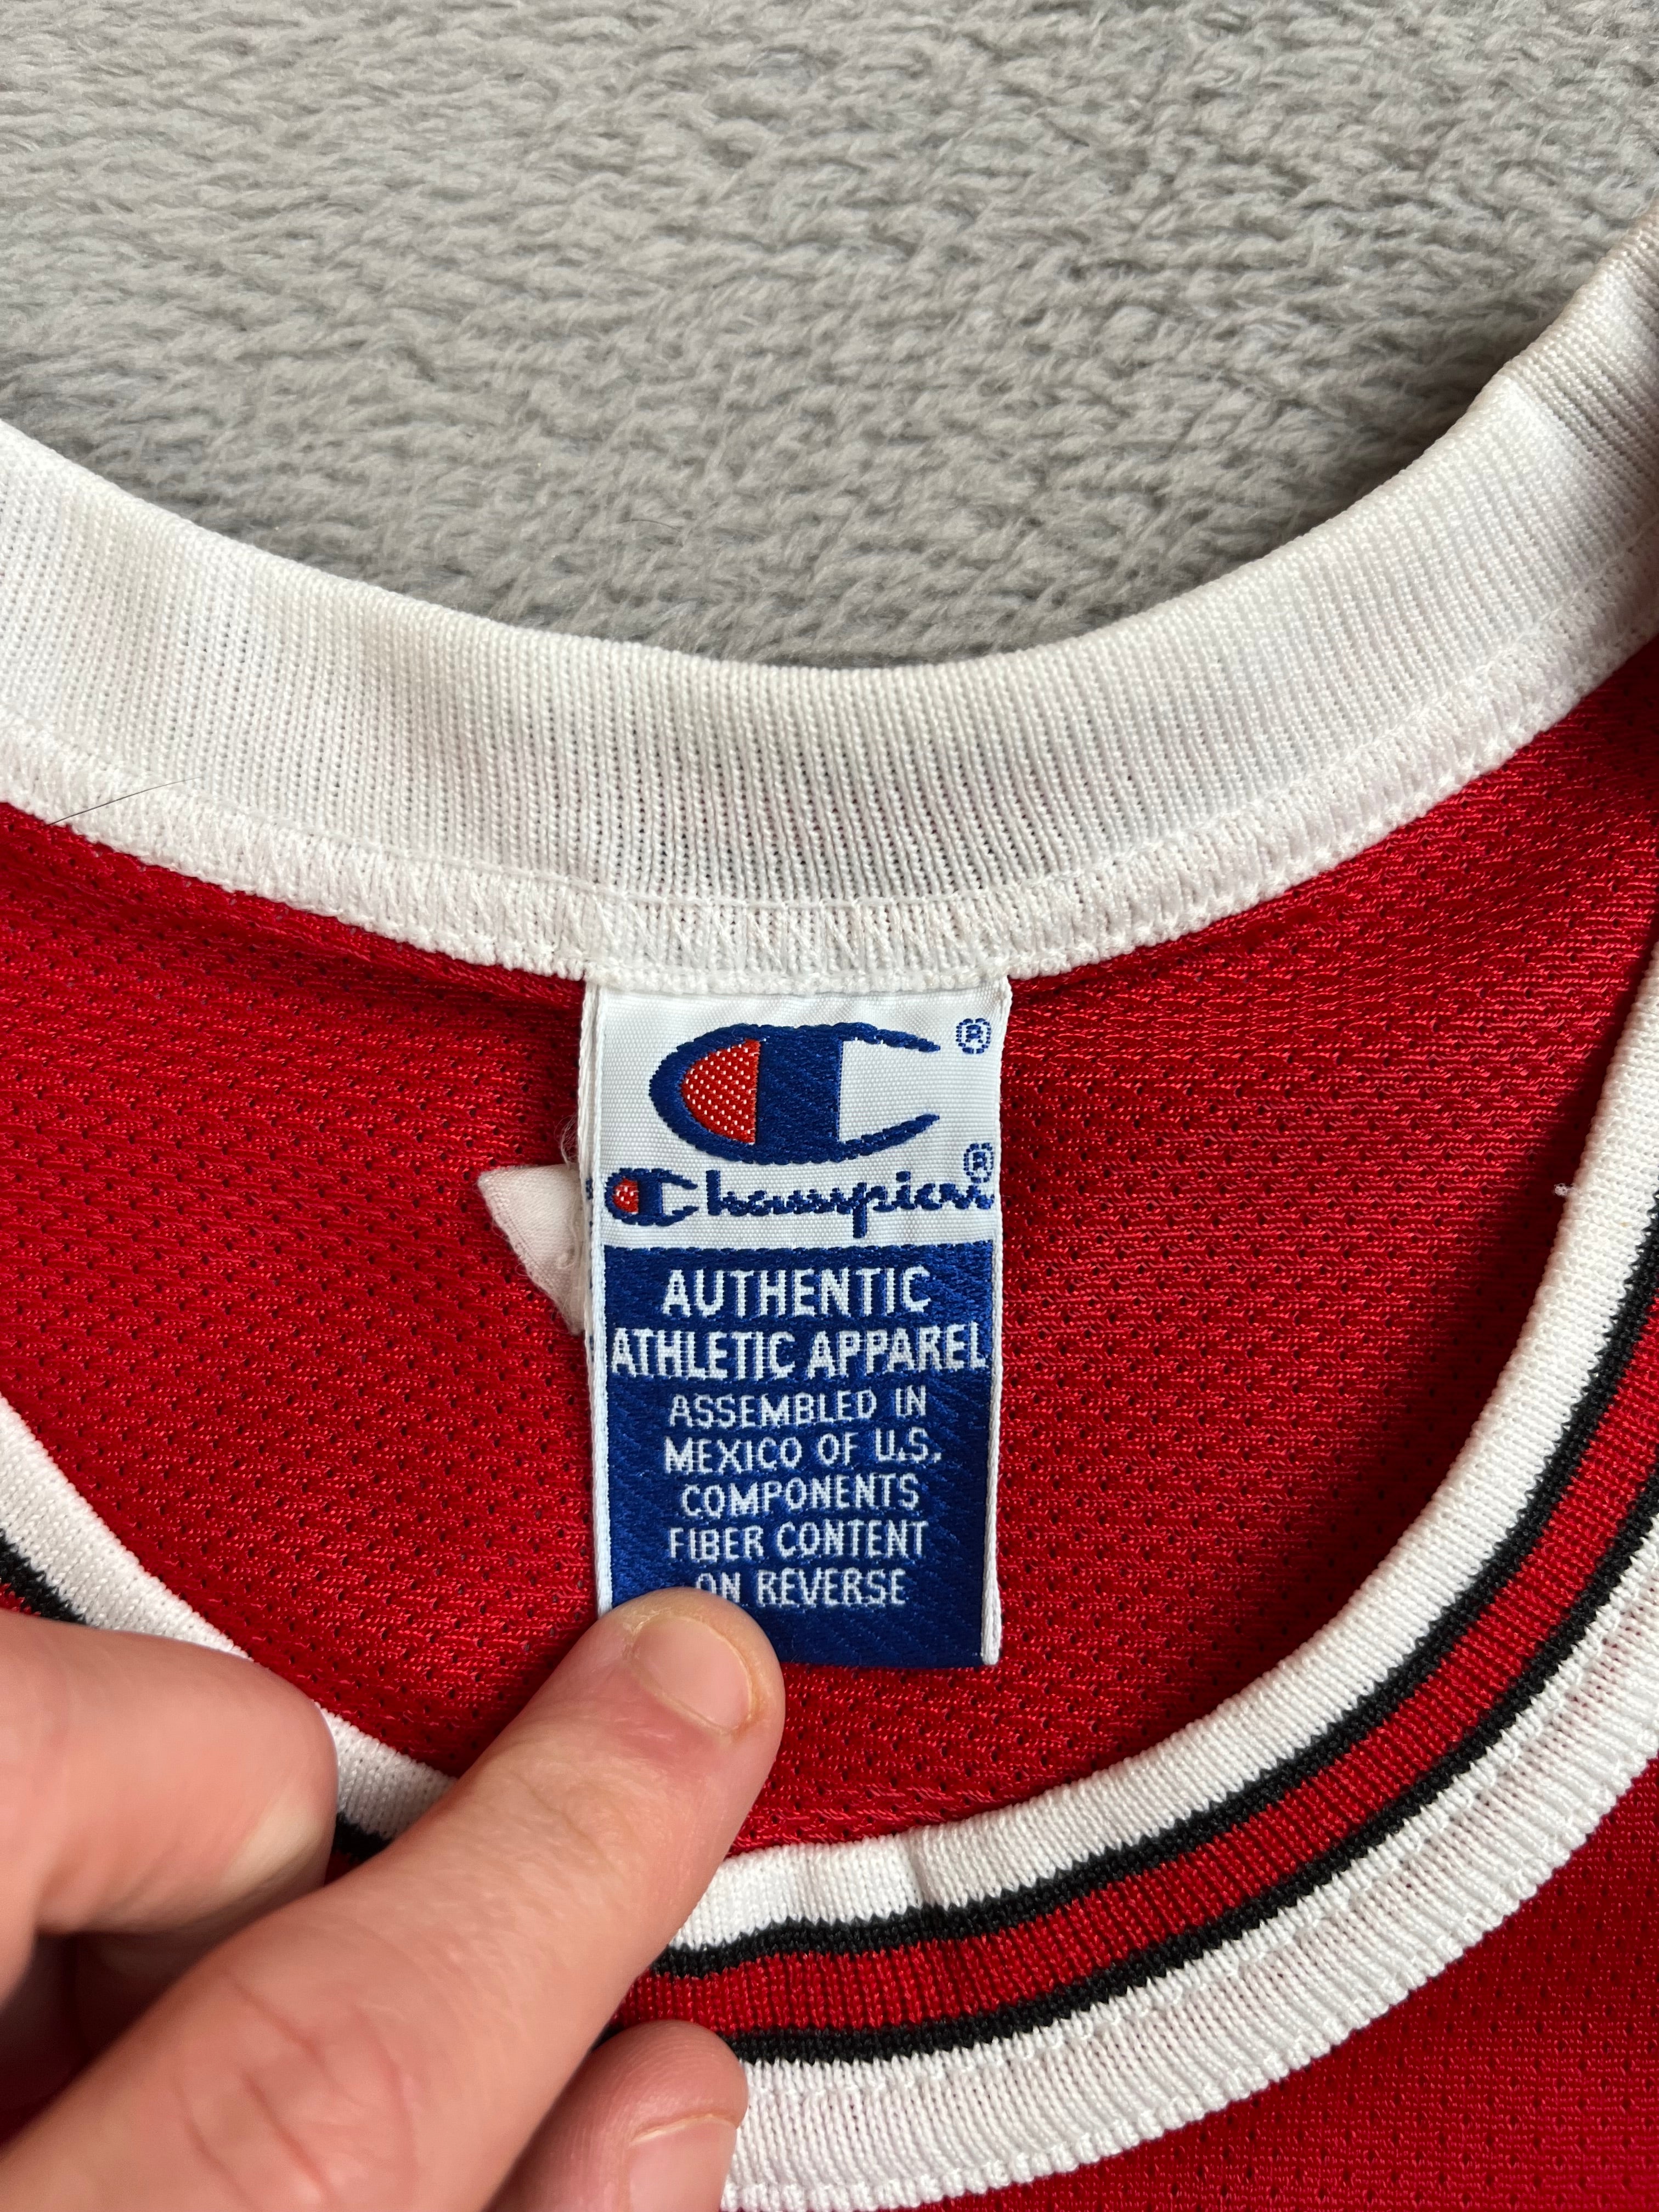 ®
Champion®
AUTHENTIC
ATHLETIC APPAREL
ASSEMBLED IN
MEXICO OF U.S.
COMPONENTS
FIBER CONTENT
ON REVERSE